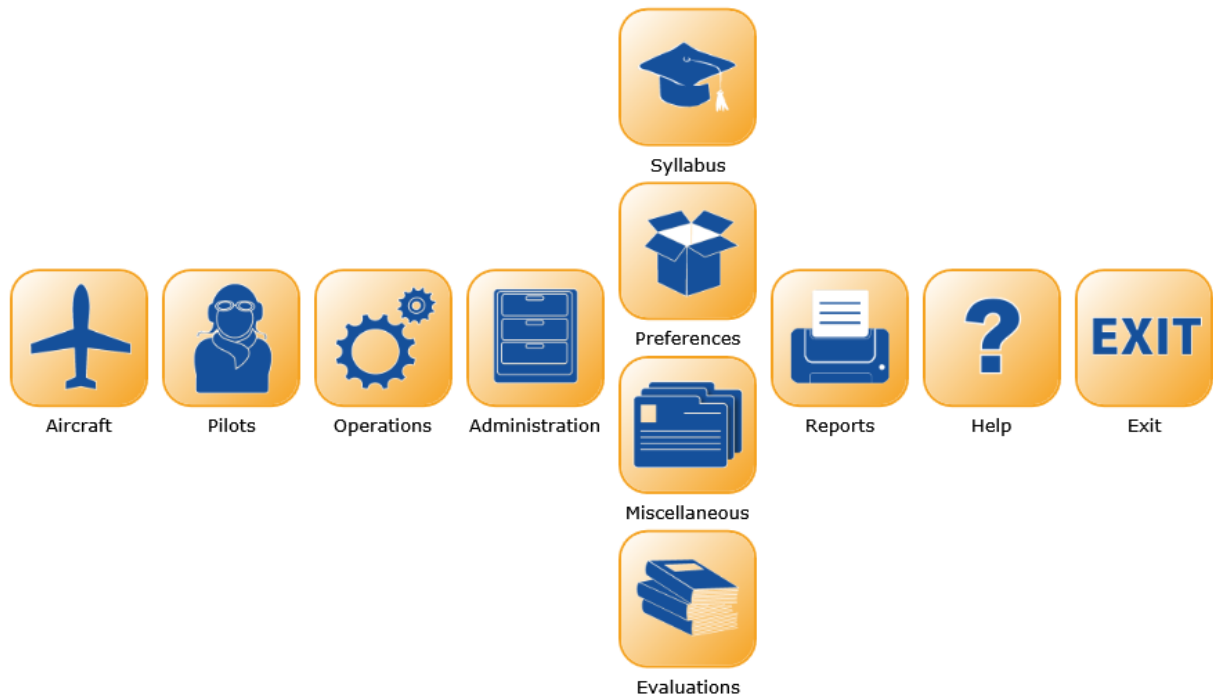 Syllabus
Preferences
Aircraft
Pilots
Operations
Administration
Reports
?
Help
EXIT
Exit
Miscellaneous
Evaluations